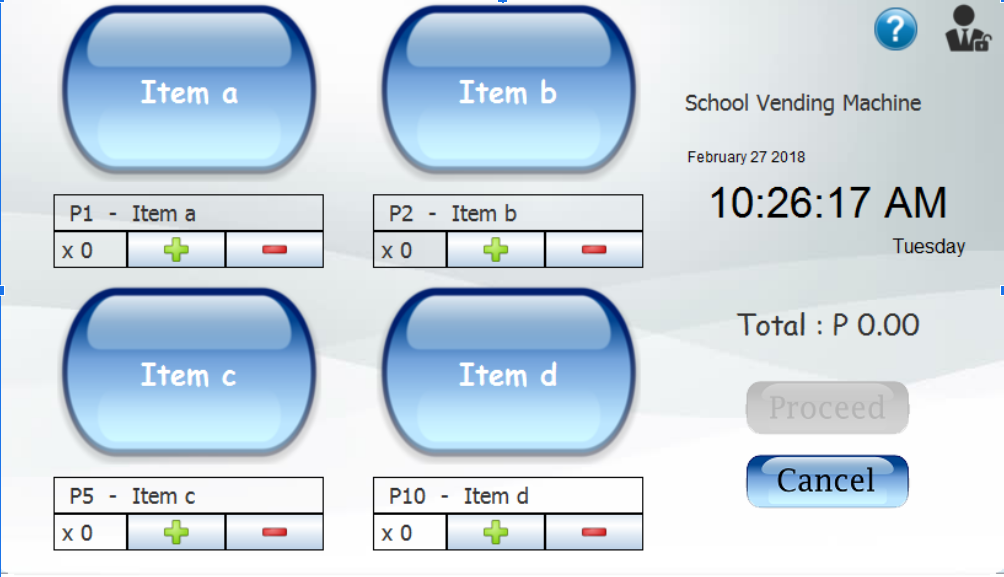 Item a
Item b
P1 - Item a
x 0
P2 - Item b
x 0
Item c
Item d
P5 - Item c
x 0
P10 - Item d
x 0
?
School Vending Machine
February 27 2018
10:26:17 AM
Tuesday
Total : P 0.00
Proceed
Cancel